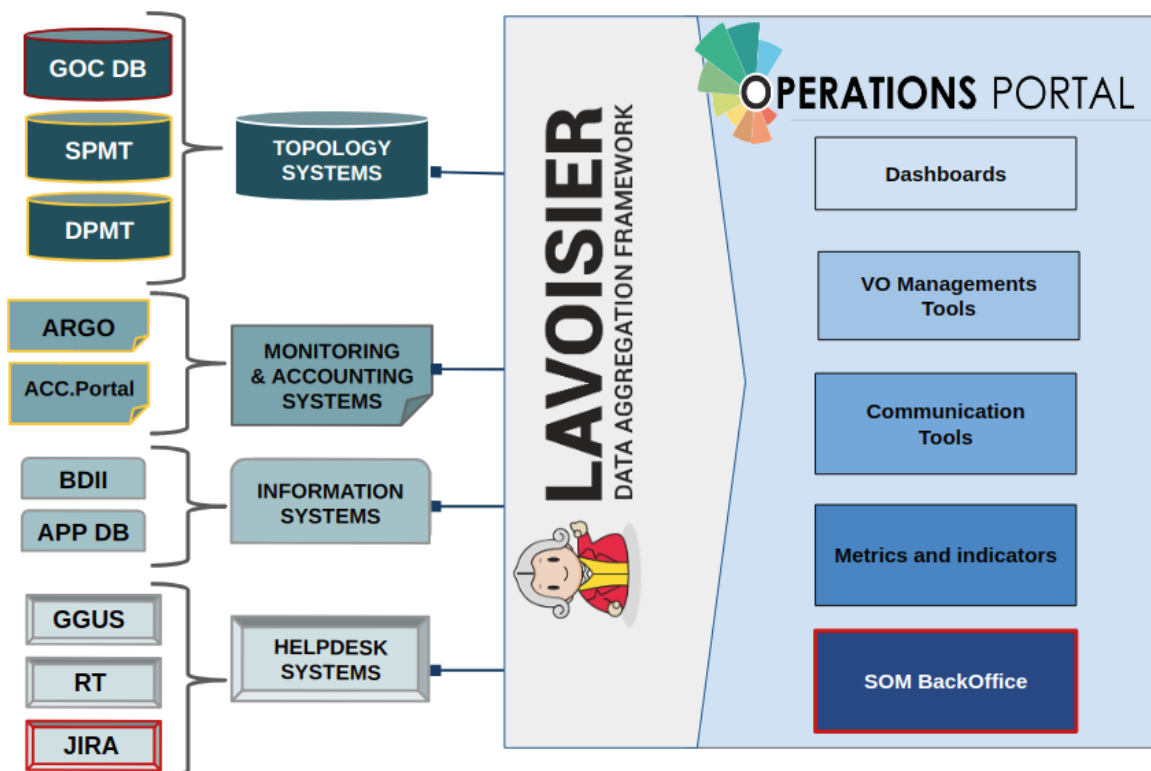 GOC DB
SPMT
DPMT
TOPOLOGY
SYSTEMS
ARGO
ACC.Portal
MONITORING
& ACCOUNTING
SYSTEMS
BDII
APP DB
INFORMATION
SYSTEMS
GGUS
RT
JIRA
HELPDESK
SYSTEMS
LAVOISIER
DATA AGGREGATION FRAMEWORK
OPERATIONS PORTAL
Dashboards
VO Managements
Tools
Communication
Tools
Metrics and indicators
SOM BackOffice